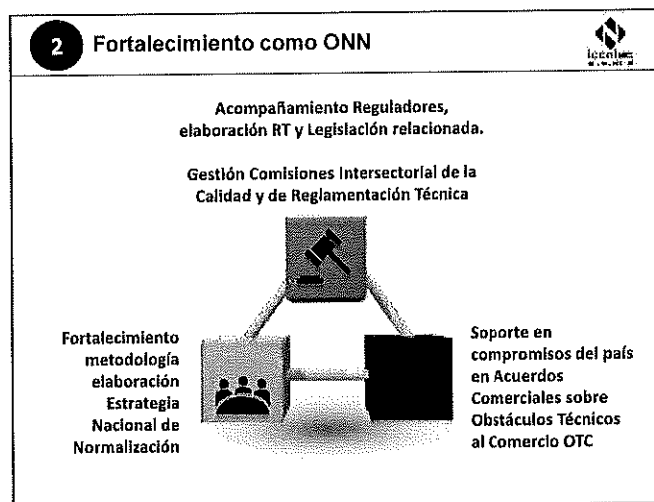 2 Fortalecimiento como ONN
icontec
Acompañamiento Reguladores,
elaboración RT y Legislación relacionada.
Gestión Comisiones Intersectorial de la
Calidad y de Reglamentación Técnica
Fortalecimiento
metodología
elaboración
Estrategia
Nacional de
Normalización
Soporte en
compromisos del país
en Acuerdos
Comerciales sobre
Obstáculos Técnicos
al Comercio OTC